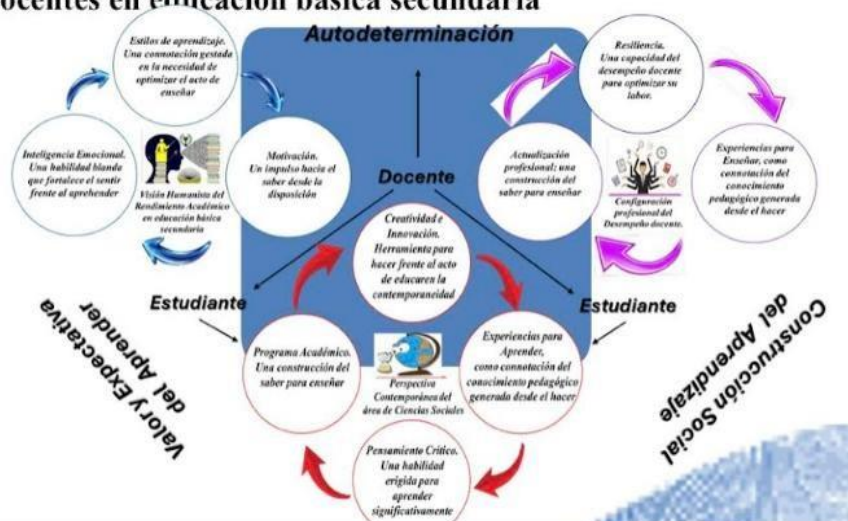 docentes en educación básica secundaria
Autodeterminación
Estilos de aprendizaje.
Una connotación gestada
en la necesidad de
optimizar el acto de
enseñar
Inteligencia Emocional.
Una habilidad blanda
que fortalece el sentir
frente al aprehender
Visión Humanista del
Rendimiento Académico
en educación básica
secundaria
Motivación.
Un impulso hacia el
saber desde la
disposición
Resiliencia.
Una capacidad del
desempeño docente
para optimizar su
labor.
Actualización
profesional; una
construcción del
saber para enseñar
Configuración
profesional del
Desempeño docente.
Experiencias para
Enseñar, como
connotación del
conocimiento
pedagógico generada
desde el hacer
Docente
Creatividad e
Innovación.
Herramienta para
hacer frente al acto
de educar en la
contemporaneidad
Estudiante
Estudiante
Valor y Expectativa
del Aprender
Construcción Social
del Aprendizaje
Programa Académico.
Una construcción del
saber para enseñar
Perspectiva
Contemporánea del
área de Ciencias Sociales
Experiencias para
Aprender,
como connotación del
conocimiento pedagógico
generada desde el hacer
Pensamiento Critico.
Una habilidad
erigida para
aprender
significativamente